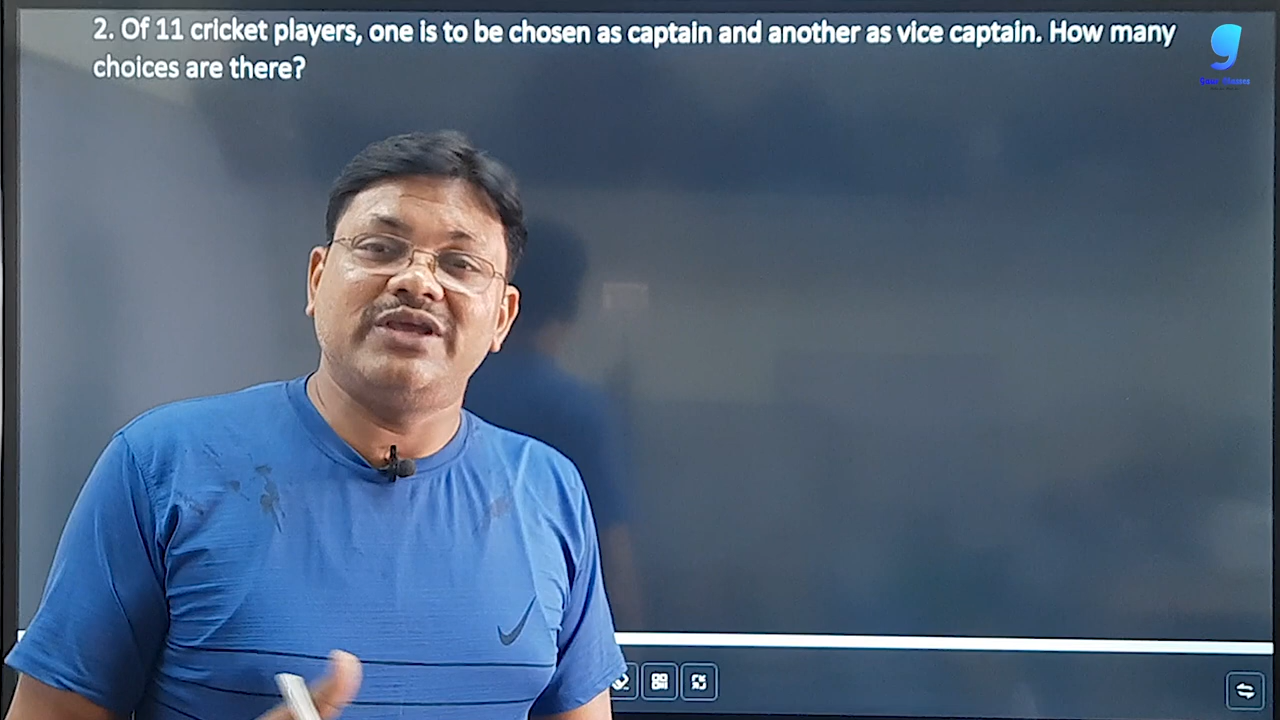 2. Of 11 cricket players, one is to be chosen as captain and another as vice captain. How many
choices are there?